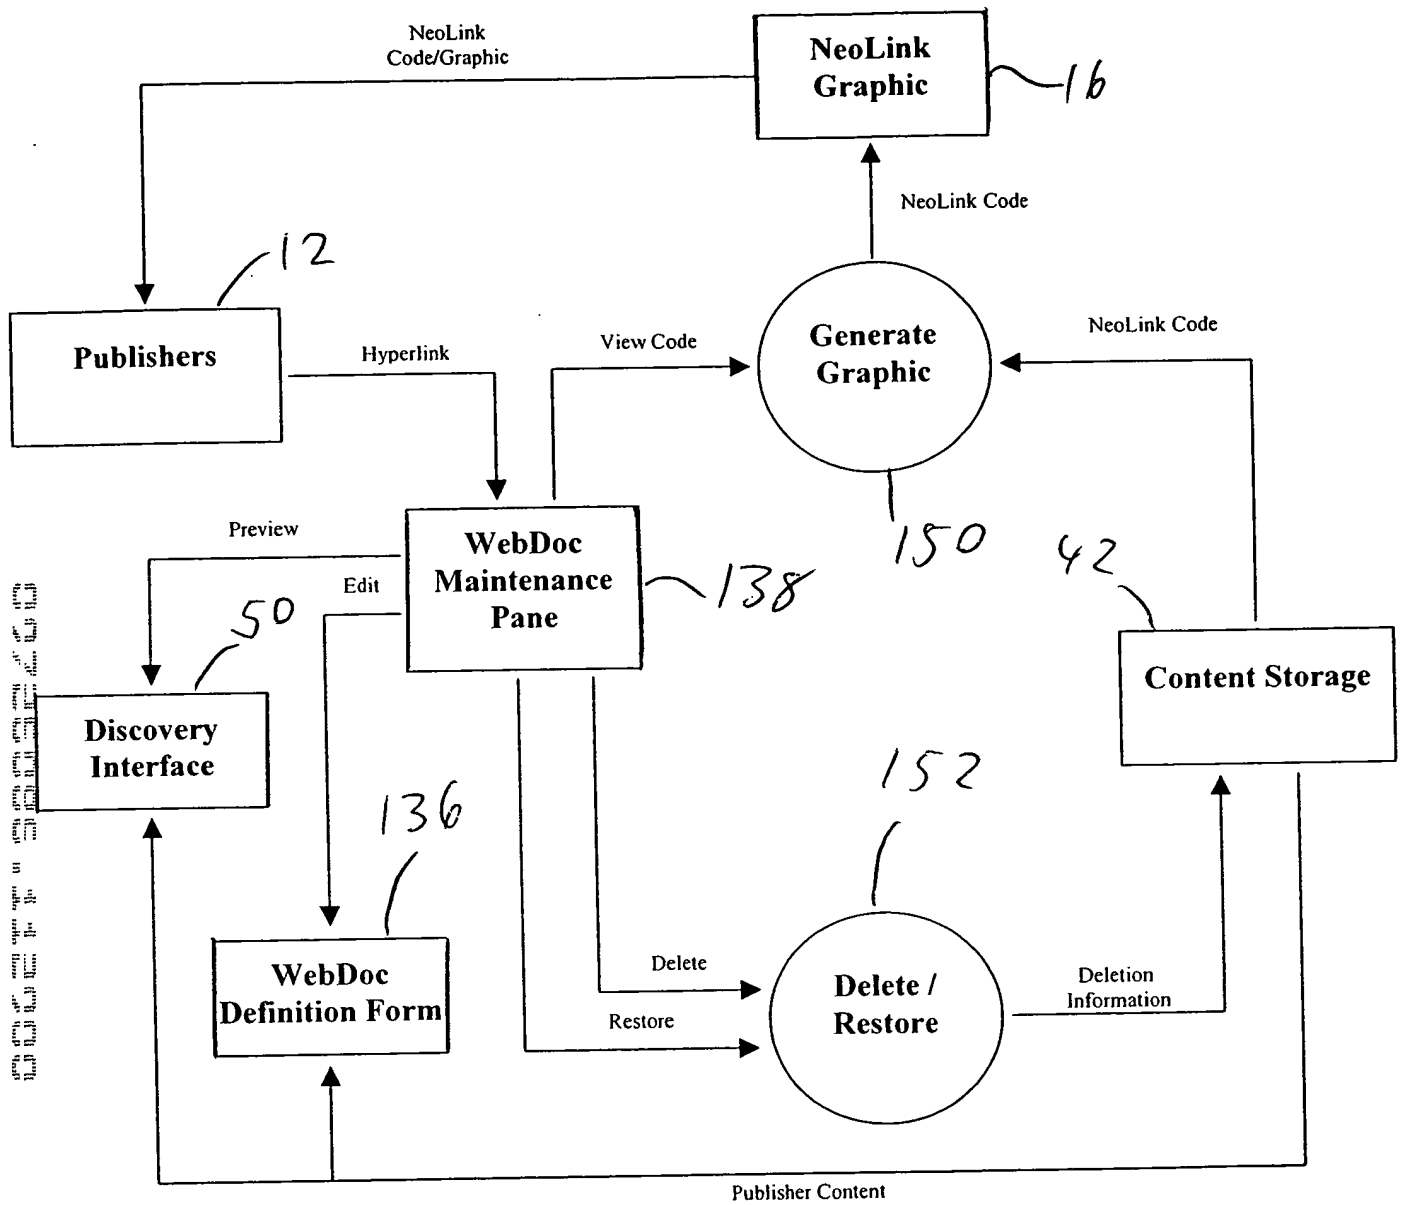 NeoLink
Code/Graphic
NeoLink
Graphic
16
NeoLink Code
12
Publishers
Hyperlink
View Code
Generate
Graphic
NeoLink Code
150
42
Preview
Edit
WebDoc
Maintenance
Pane
138
50
Discovery
Interface
Content Storage
136
152
WebDoc
Definition Form
Delete
Restore
Delete /
Restore
Deletion
Information
Publisher Content